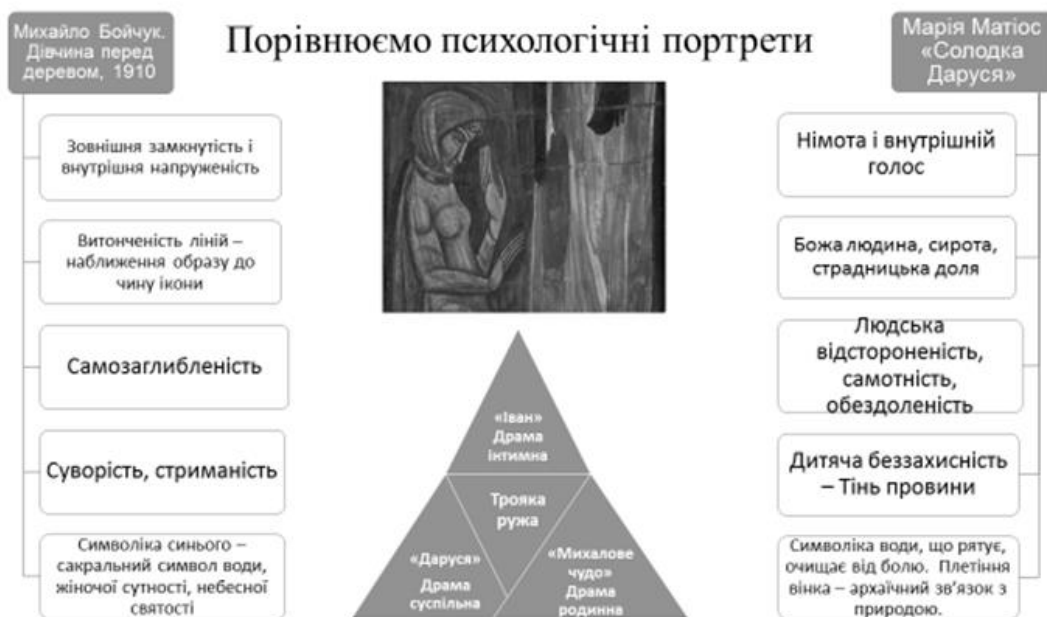 Порівнюємо психологічні портрети
Михайло Бойчук.
Дівчина перед
деревом, 1910
Зовнішня замкнутість і
внутрішня напруженість
Витонченість ліній –
наближення образу до
чину ікони
Самозаглибленість
Суворість, стриманість
Символіка синього –
сакральний символ води,
жіночої сутності, небесної
святості
«Іван»
Драма
інтимна
Трояка
ружа
«Даруся»
Драма
суспільна
«Михалове
чудо»
Драма
родинна
Марія Матіос
«Солодка
Даруся»
Німота і внутрішній
голос
Божа людина, сирота,
страдницька доля
Людська
відстороненість,
самотність,
обездоленість
Дитяча беззахисність
– Тінь провини
Символіка води, що рятує,
очищає від болю. Плетіння
вінка – архаїчний зв’язок з
природою.